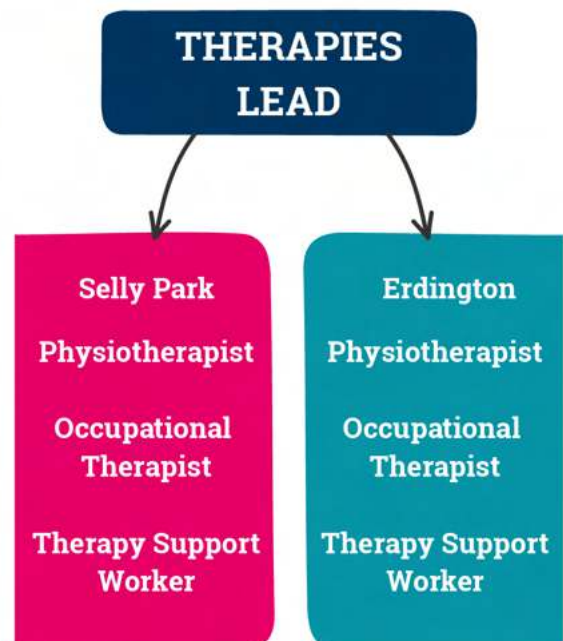 THERAPIES
LEAD
Selly Park
Physiotherapist
Occupational
Therapist
Therapy Support
Worker
Erdington
Physiotherapist
Occupational
Therapist
Therapy Support
Worker